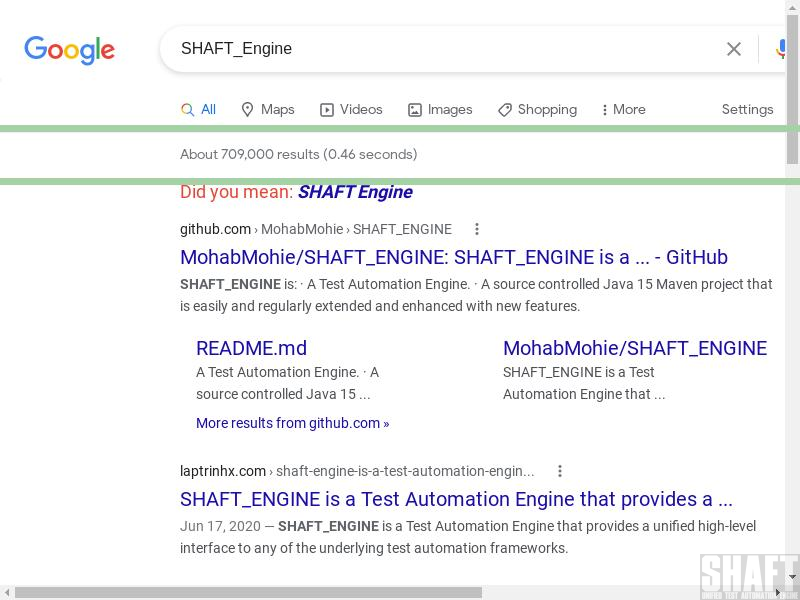 Google
SHAFT_Engine
All Maps Videos Images Shopping More Settings
About 709,000 results (0.46 seconds)
Did you mean: SHAFT Engine
github.com › MohabMohie › SHAFT_ENGINE
MohabMohie/SHAFT_ENGINE: SHAFT_ENGINE is a ... - GitHub
SHAFT_ENGINE is: · A Test Automation Engine. · A source controlled Java 15 Maven project that
is easily and regularly extended and enhanced with new features.
README.md
A Test Automation Engine. · A
source controlled Java 15 ...
MohabMohie/SHAFT_ENGINE
SHAFT_ENGINE is a Test
Automation Engine that ...
More results from github.com »
laptrinhx.com › shaft-engine-is-a-test-automation-engin...
SHAFT_ENGINE is a Test Automation Engine that provides a ...
Jun 17, 2020 — SHAFT_ENGINE is a Test Automation Engine that provides a unified high-level
interface to any of the underlying test automation frameworks.
SHAFT
UNIFIED TEST AUTOMATION ENGINE